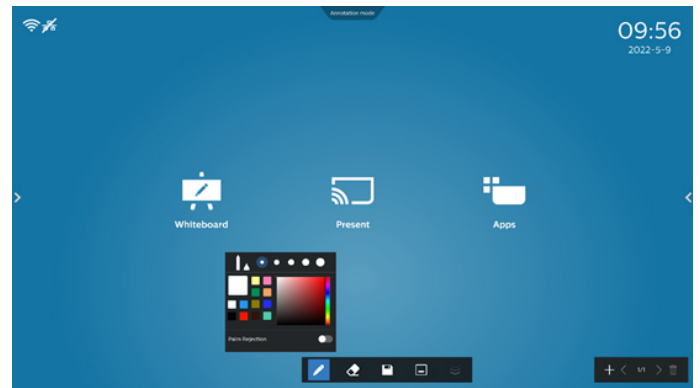 Annotation mode
09:56
2022-5-9
Whiteboard
Present
Apps
Palm Rejection
1/1